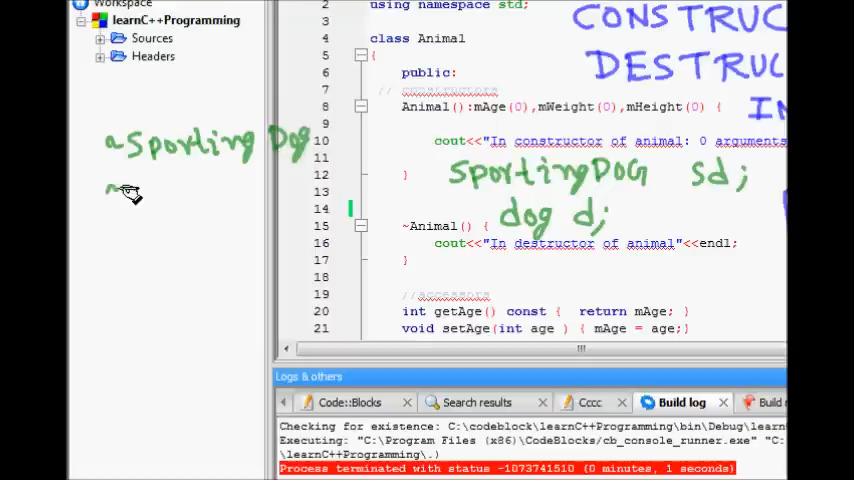 Workspace
learnC++Programming
Sources
Headers
~Sporting Dog
~
2 using namespace std;
3
4 class Animal
5 {
6 public:
7 // constructors
8 Animal():mAge(0),mWeight(0),mHeight(0) {
9
10 cout<<"In constructor of animal: 0 arguments
11
12 }
13
14
15 ~Animal() {
16 cout<<"In destructor of animal"<<endl;
17 }
18
19 //accessors
20 int getAge() const { return mAge; }
21 void setAge(int age ) { mAge = age;}
CONSTRUC
DESTRUC
IN
SportingDOG sd;
dog d;
Logs & others
Code::Blocks
Search results
Cccc
Build log
Build m
Checking for existence: C:\codeblock\learnC++Programming\bin\Debug\learn
Executing: "C:\Program Files (x86)\CodeBlocks/cb_console_runner.exe" "C:
\learnC++Programming\.)
Process terminated with status -1073741510 (0 minutes, 1 seconds)